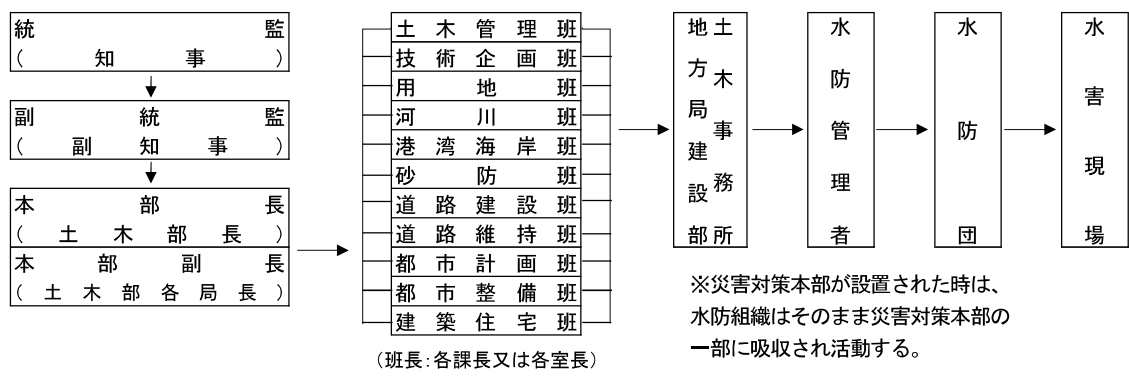 統監
(知事)
副統監
(副知事)
本部長
(土木部長)
本部副長
(土木部各局長)
土木管理班
技術企画班
用地班
河川班
港湾海岸班
砂防班
道路建設班
道路維持班
都市計画班
都市整備班
建築住宅班
(班長:各課長又は各室長)
土木事務所
地方局建設部
水防管理者
水防団
水害現場
※災害対策本部が設置された時は、
水防組織はそのまま災害対策本部の
一部に吸収され活動する。